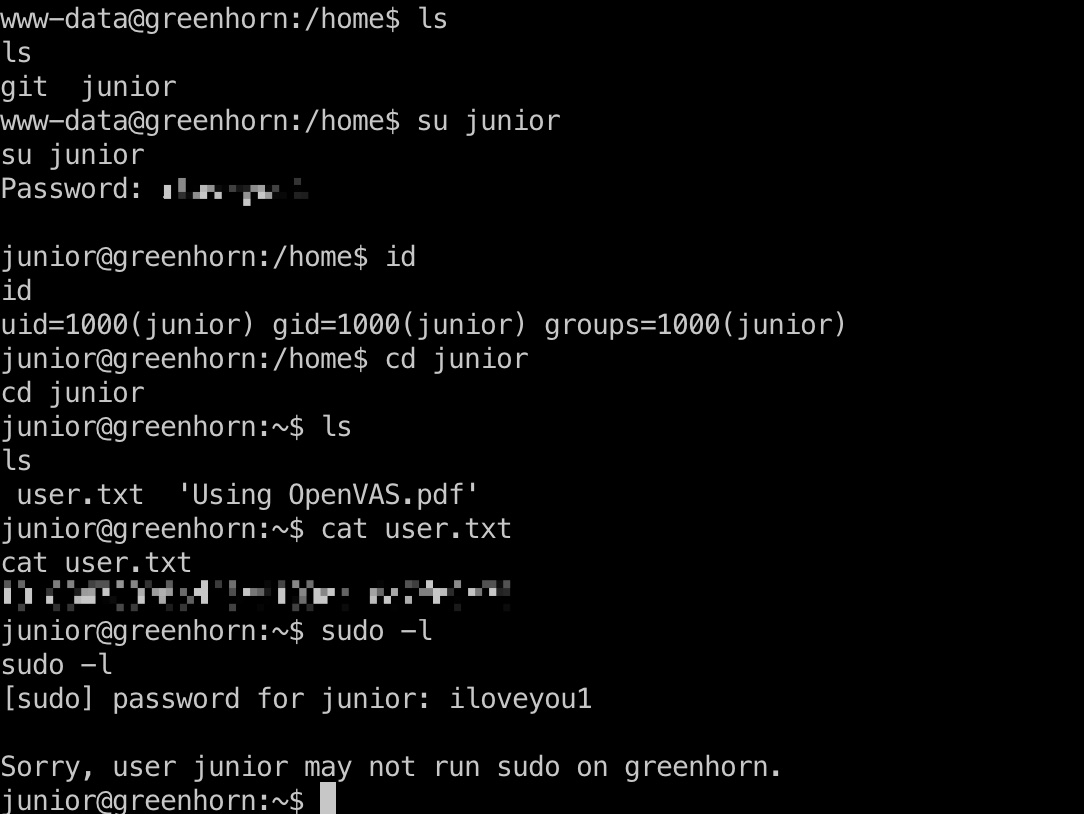 www-data@greenhorn:/home$ ls
ls
git  junior
www-data@greenhorn:/home$ su junior
su junior
Password:
junior@greenhorn:/home$ id
id
uid=1000(junior) gid=1000(junior) groups=1000(junior)
junior@greenhorn:/home$ cd junior
cd junior
junior@greenhorn:~$ ls
ls
 user.txt  'Using OpenVAS.pdf'
junior@greenhorn:~$ cat user.txt
cat user.txt
junior@greenhorn:~$ sudo -l
sudo -l
[sudo] password for junior: iloveyou1
Sorry, user junior may not run sudo on greenhorn.
junior@greenhorn:~$